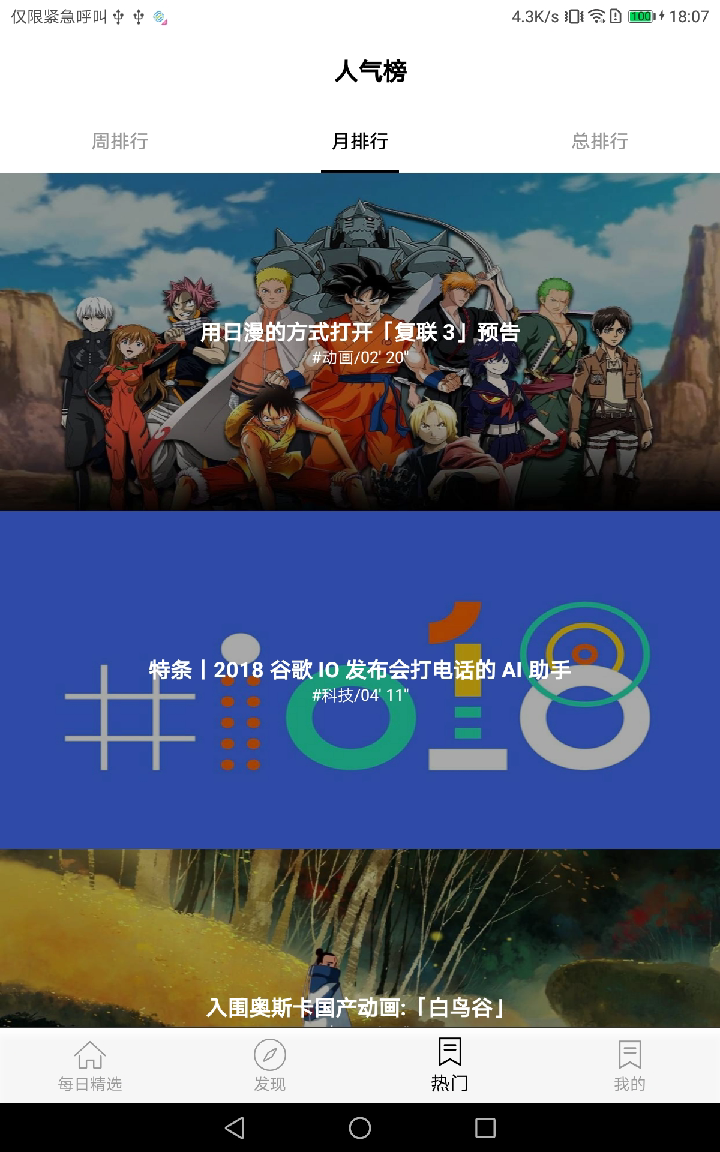 仅限紧急呼叫 4.3K/s 100 18:07
人气榜
周排行 月排行 总排行
用日漫的方式打开「复联 3」预告
#动画/02' 20"
特条丨2018 谷歌 IO 发布会打电话的 AI 助手
#科技/04' 11"
#io18
入围奥斯卡国产动画:「白鸟谷」
每日精选 发现 热门 我的